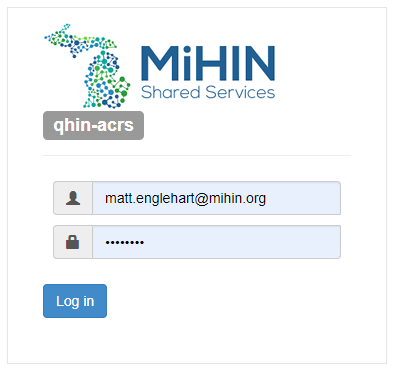 MiHIN
Shared Services
qhin-acrs
matt.englehart@mihin.org
••••••••
Log in